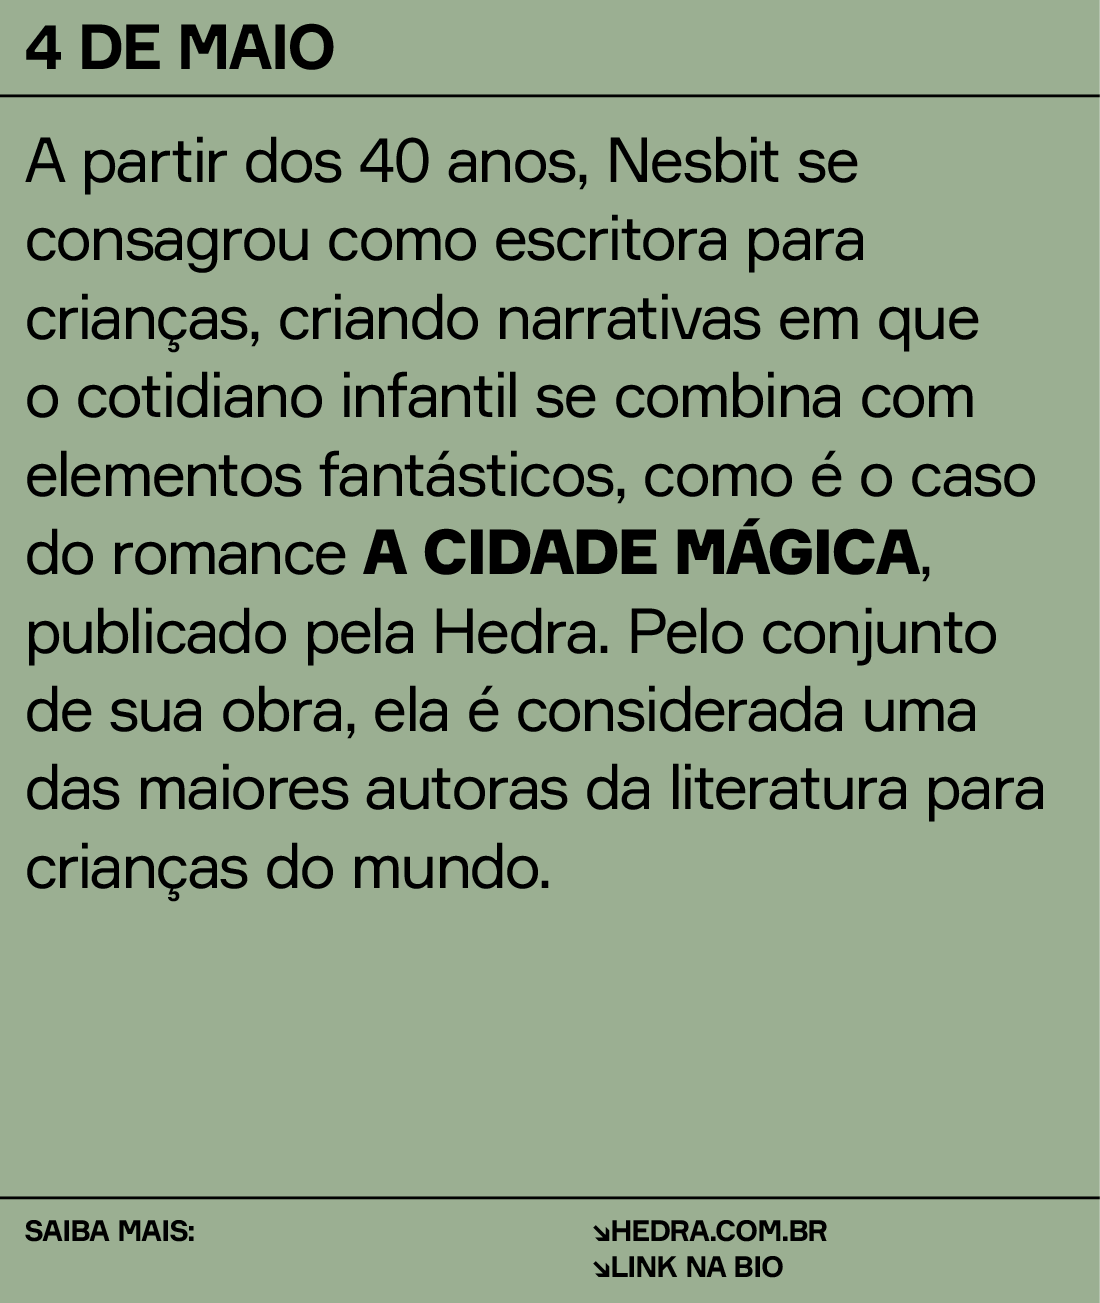 4 DE MAIO
A partir dos 40 anos, Nesbit se
consagrou como escritora para
crianças, criando narrativas em que
o cotidiano infantil se combina com
elementos fantásticos, como é o caso
do romance A CIDADE MÁGICA,
publicado pela Hedra. Pelo conjunto
de sua obra, ela é considerada uma
das maiores autoras da literatura para
crianças do mundo.
SAIBA MAIS:
↘HEDRA.COM.BR
↘LINK NA BIO